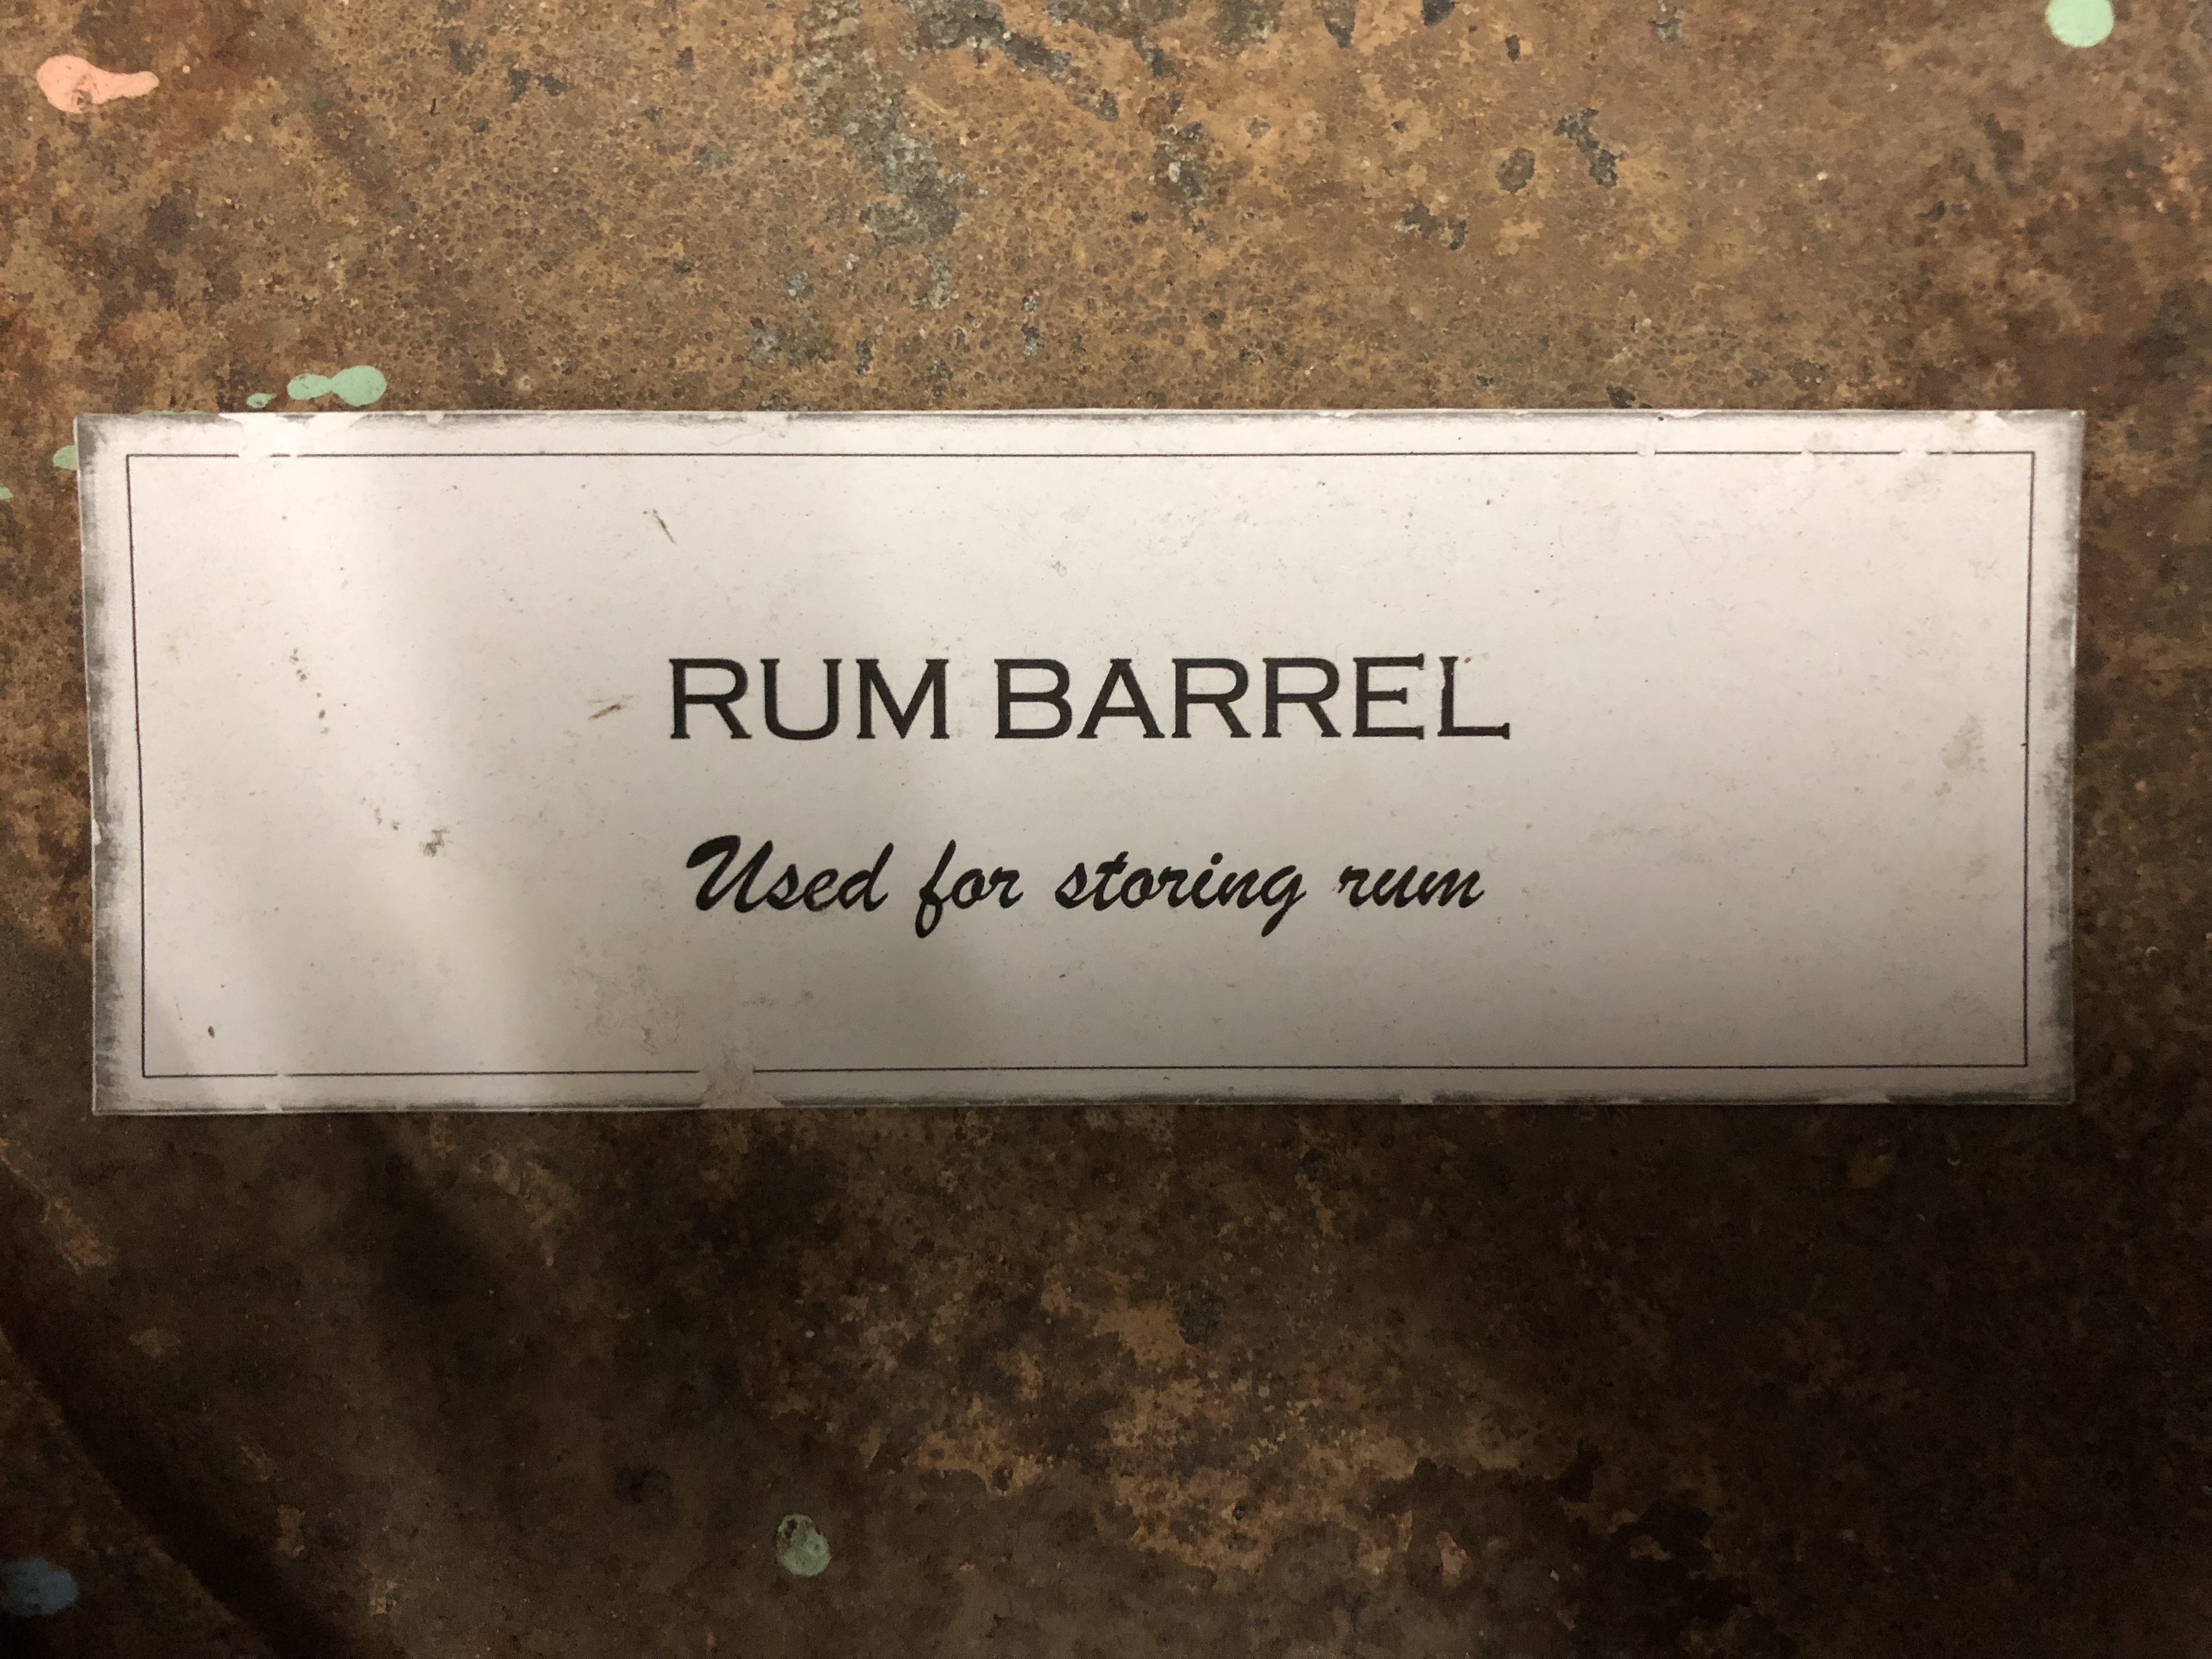 RUM BARREL
Used for storing rum